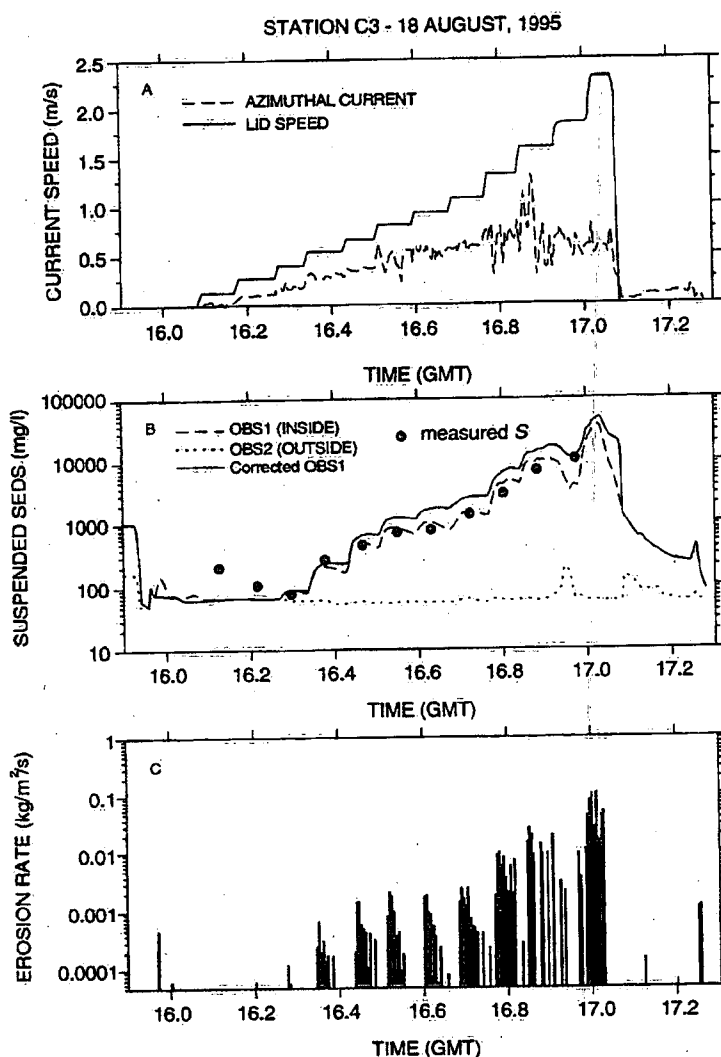 STATION C3 - 18 AUGUST, 1995
A
AZIMUTHAL CURRENT
LID SPEED
CURRENT SPEED (m/s)
2.5
2.0
1.5
1.0
0.5
0.0
16.0 16.2 16.4 16.6 16.8 17.0 17.2
TIME (GMT)
B
OBS1 (INSIDE)
OBS2 (OUTSIDE)
Corrected OBS1
measured S
SUSPENDED SEDS. (mg/l)
100000
10000
1000
100
10
16.0 16.2 16.4 16.6 16.8 17.0 17.2
TIME (GMT)
C
EROSION RATE (kg/m²/s)
1
0.1
0.01
0.001
0.0001
16.0 16.2 16.4 16.6 16.8 17.0 17.2
TIME (GMT)